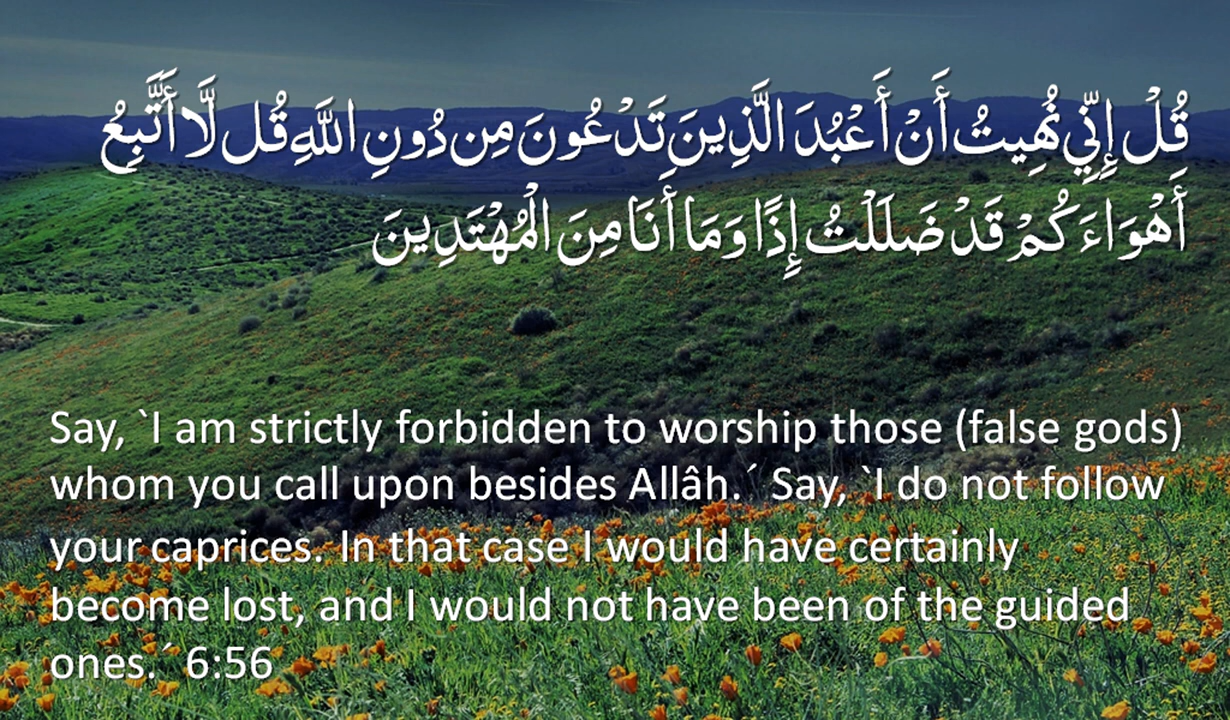 قُلْ إِنِّي نُهِيتُ أَنْ أَعْبُدَ الَّذِينَ تَدْعُونَ مِن دُونِ اللَّهِ قُل لَّا أَتَّبِعُ
أَهْوَاءَكُمْ قَدْ ضَلَلْتُ إِذًا وَمَا أَنَا مِنَ الْمُهْتَدِينَ
Say, `I am strictly forbidden to worship those (false gods)
whom you call upon besides Allâh.´ Say, `I do not follow
your caprices. In that case I would have certainly
become lost, and I would not have been of the guided
ones.´ 6:56